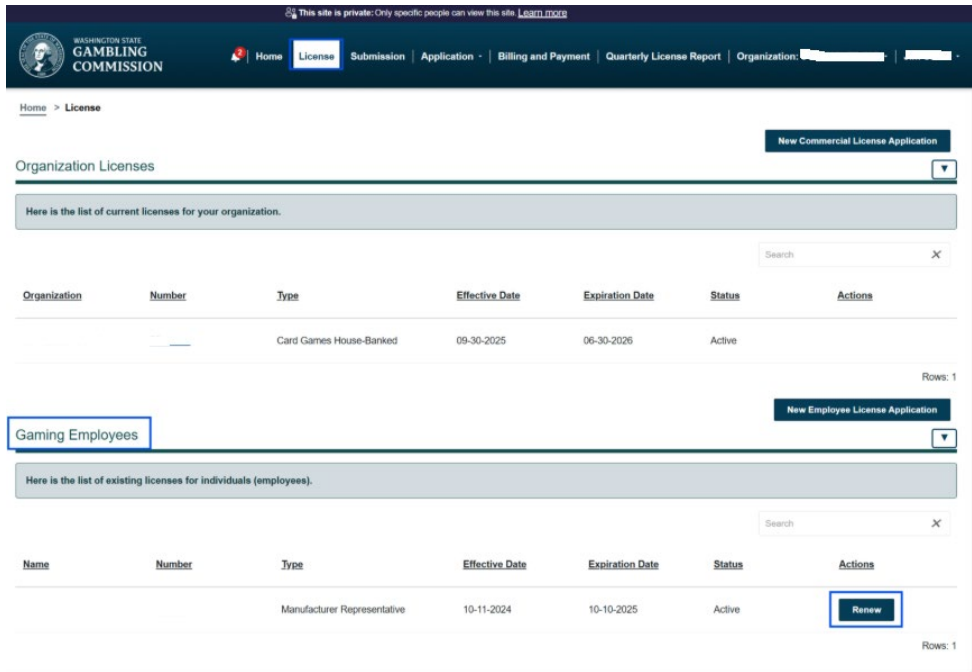 This site is private: Only specific people can view this site. Learn more
WASHINGTON STATE
GAMBLING
COMMISSION
2 Home License Submission Application Billing and Payment Quarterly License Report Organization:
Home > License
New Commercial License Application
Organization Licenses
Here is the list of current licenses for your organization.
Search
Organization Number Type Effective Date Expiration Date Status Actions
Card Games House-Banked 09-30-2025 06-30-2026 Active
Rows: 1
New Employee License Application
Gaming Employees
Here is the list of existing licenses for individuals (employees).
Search
Name Number Type Effective Date Expiration Date Status Actions
Manufacturer Representative 10-11-2024 10-10-2025 Active Renew
Rows: 1